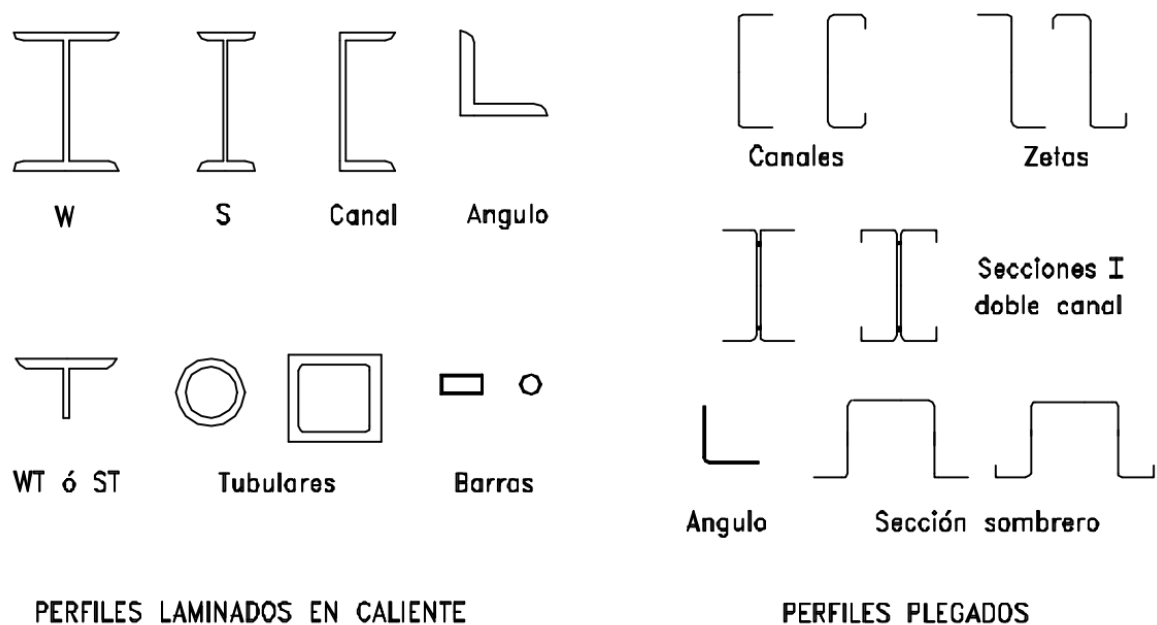 W
S
Canal
Angulo
WT ó ST
Tubulares
Barras
PERFILES LAMINADOS EN CALIENTE
Canales
Zetas
Secciones I
doble canal
Angulo
Sección sombrero
PERFILES PLEGADOS